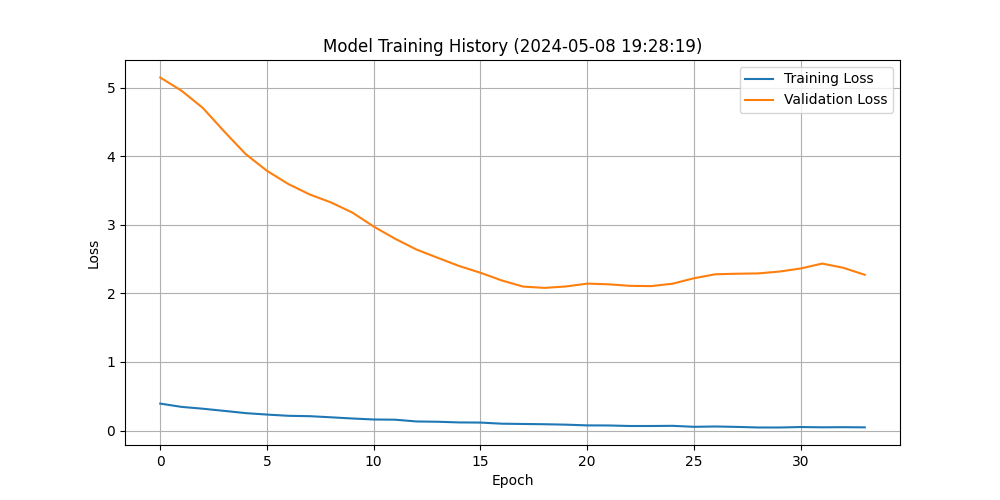 Model Training History (2024-05-08 19:28:19)
Training Loss
Validation Loss
5
4
3
2
1
0
Loss
0 5 10 15 20 25 30
Epoch